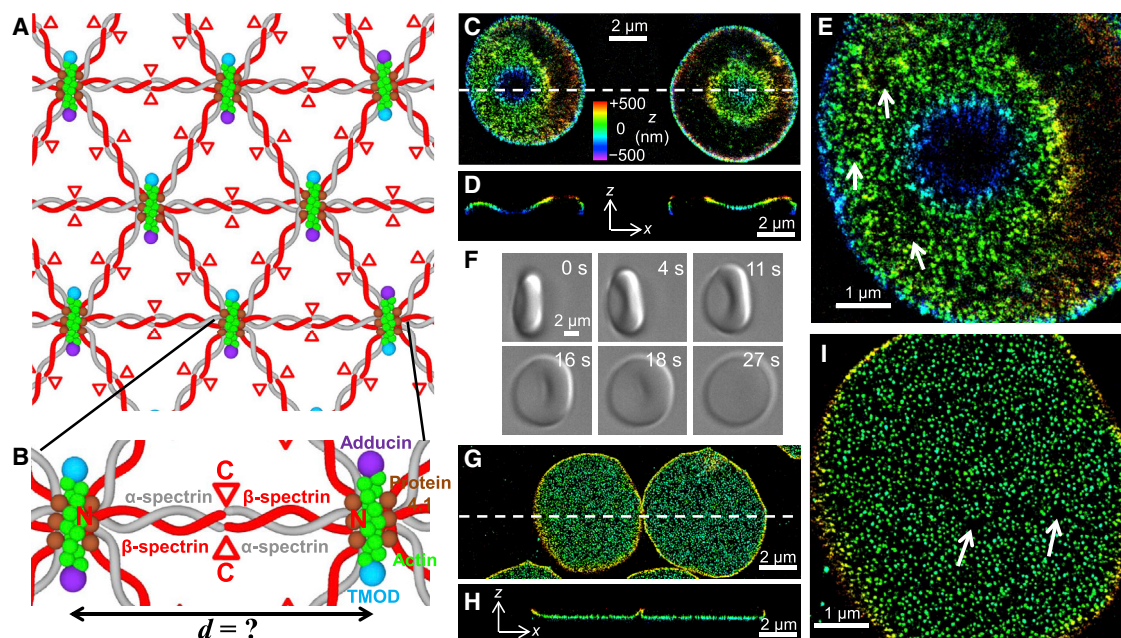 A
B
Adducin
C
α-spectrin
β-spectrin
Protein
4.1
N
N
β-spectrin
α-spectrin
C
Actin
TMOD
d = ?
C
2 µm
+500
z
0
(nm)
−500
D
z
x
2 µm
F
0 s
4 s
11 s
2 µm
16 s
18 s
27 s
G
2 µm
H
z
x
2 µm
E
1 µm
I
1 µm